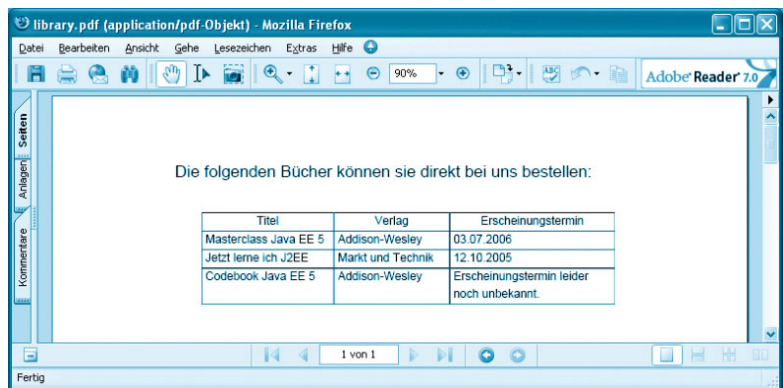 library.pdf (application/pdf-Objekt) - Mozilla Firefox
Datei Bearbeiten Ansicht Gehe Lesezeichen Extras Hilfe
90%
Adobe Reader 7.0
Seiten
Anlagen
Kommentare
Die folgenden Bücher können sie direkt bei uns bestellen:
Titel Verlag Erscheinungstermin
Masterclass Java EE 5 Addison-Wesley 03.07.2006
Jetzt lerne ich J2EE Markt und Technik 12.10.2005
Codebook Java EE 5 Addison-Wesley Erscheinungstermin leider
noch unbekannt.
1 von 1
Fertig